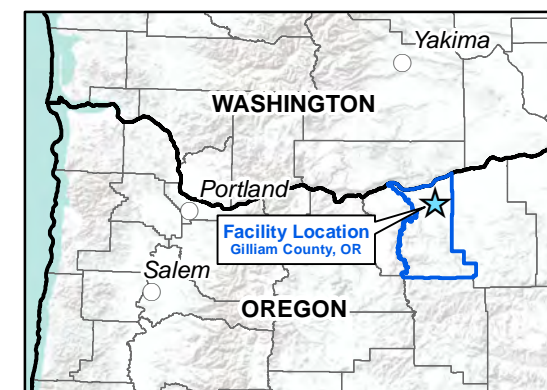 Yakima
WASHINGTON
Portland
Facility Location
Gilliam County, OR
Salem
OREGON